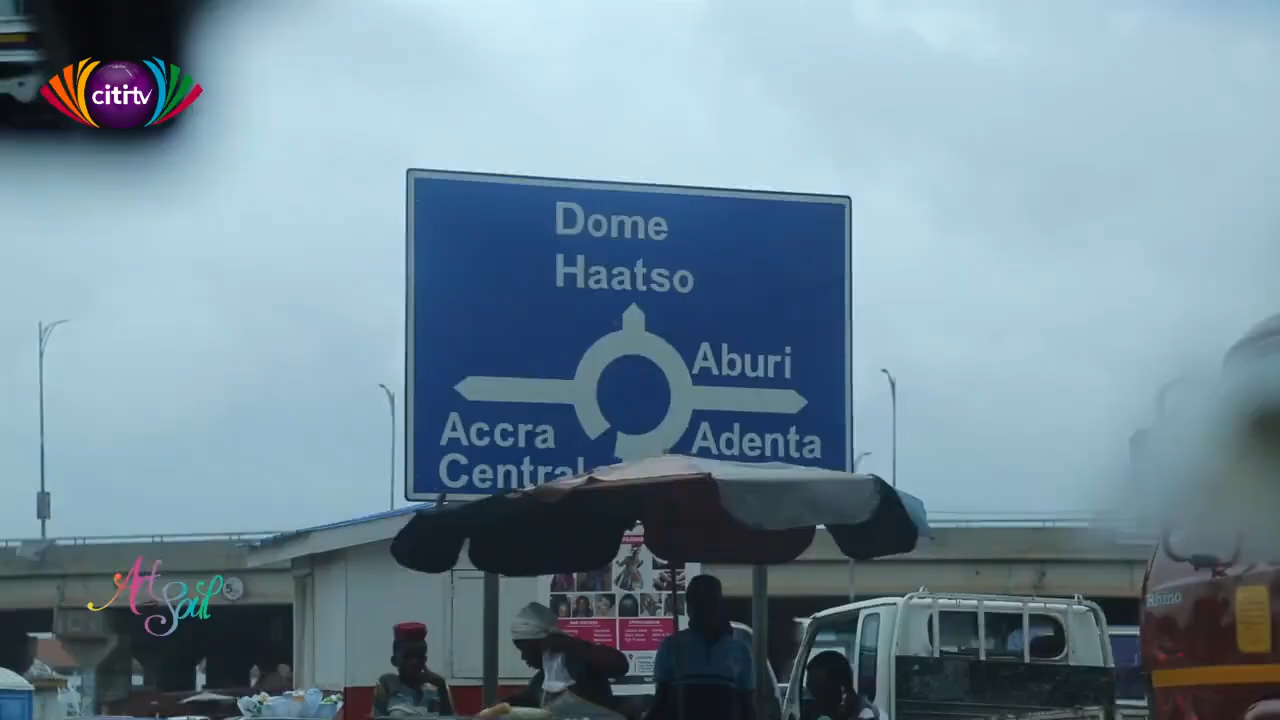 citi tv
Dome
Haatso
Aburi
Accra
Adenta
Central
Art
Soul
Rhino